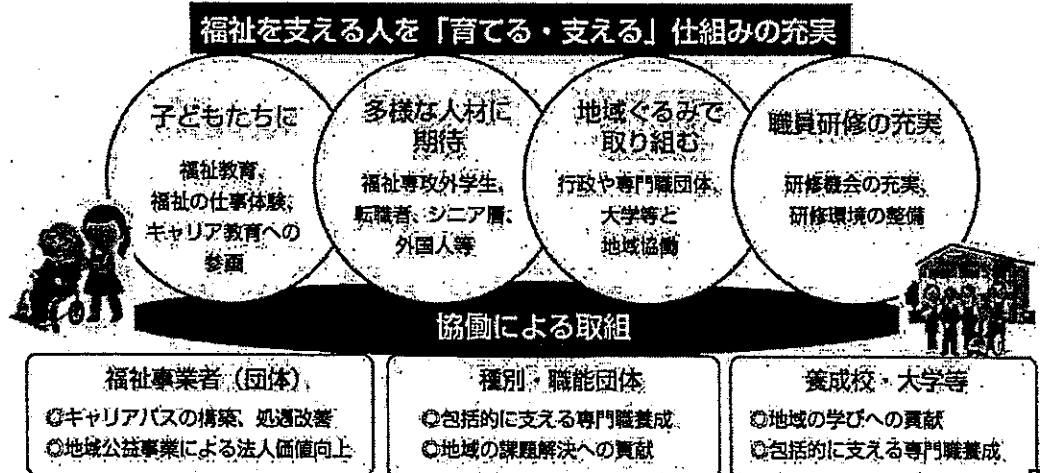 福祉を支える人を「育てる・支える」仕組みの充実
子どもたちに
福祉教育、
福祉の仕事体験、
キャリア教育への
参画
多様な人材に
期待
福祉専攻外学生、
転職者、シニア層、
外国人等
地域ぐるみで
取り組む
行政や専門職団体、
大学等と
地域協働
職員研修の充実
研修機会の充実、
研修環境の整備
協働による取組
福祉事業者（団体）
◎キャリアパスの構築、処遇改善
◎地域公益事業による法人価値向上
種別・職能団体
◎包括的に支える専門職養成
◎地域の課題解決への貢献
養成校・大学等
◎地域の学びへの貢献
◎包括的に支える専門職養成